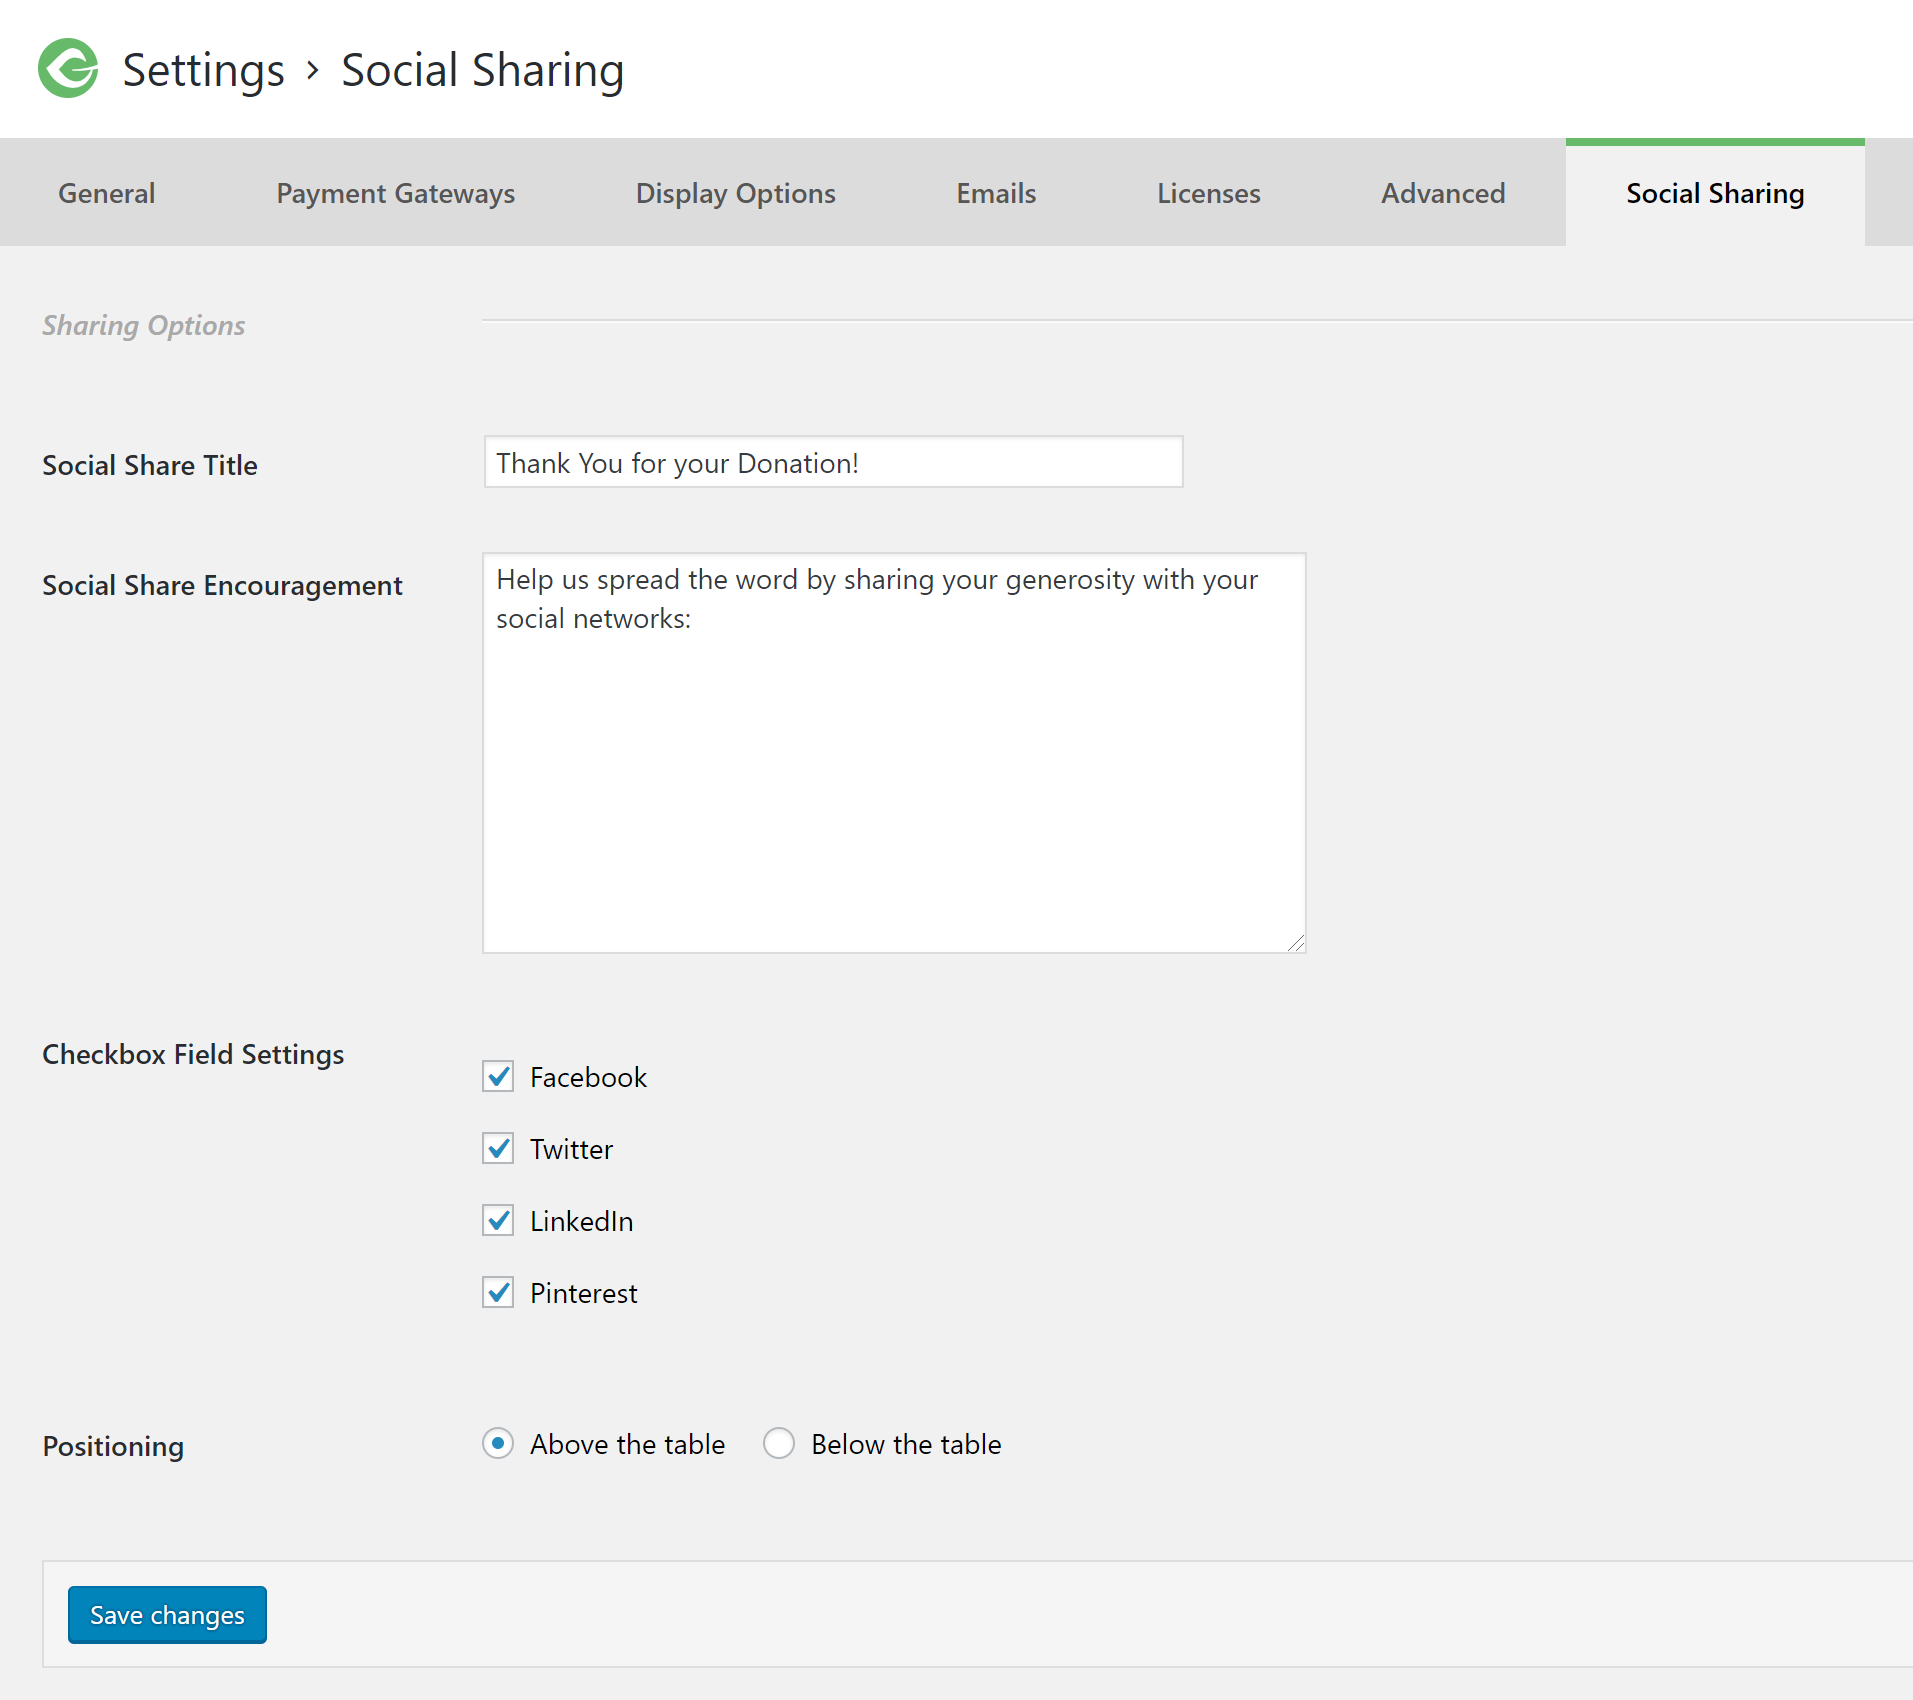 Settings › Social Sharing
General Payment Gateways Display Options Emails Licenses Advanced Social Sharing
Sharing Options
Social Share Title
Thank You for your Donation!
Social Share Encouragement
Help us spread the word by sharing your generosity with your
social networks:
Checkbox Field Settings
Facebook
Twitter
LinkedIn
Pinterest
Positioning
Above the table Below the table
Save changes